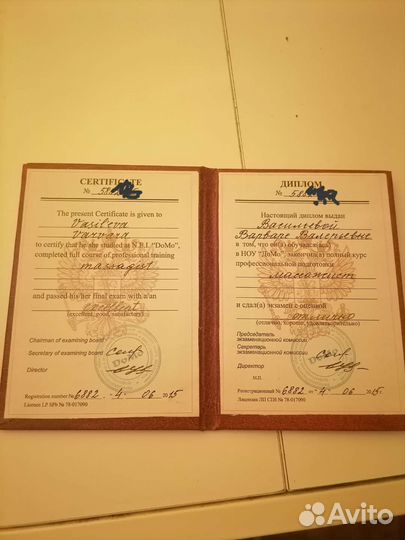 CERTIFICATE
№ 58
The present Certificate is given to
Vasileva
Varvara
to certify that he/she studied at N.B.I. "DoMo",
completed full course of professional training
massagist
and passed his/her final exam with a/an
excellent
(excellent, good, satisfactory)
Chairman of examining board
Secretary of examining board
Director
Registration number № 6882 " 4 " 06 2015
Licence LP SPb № 78-017090
ДИПЛОМ
№ 58
Настоящий диплом выдан
Васильевой
Варваре Валерьевне
в том, что он(а) обучался(ась)
в НОУ "ДоМо" закончил(а) полный курс
профессиональной подготовки
массажист
и сдал(а) экзамен с оценкой
отлично
(отлично, хорошо, удовлетворительно)
Председатель
экзаменационной комиссии
Секретарь
экзаменационной комиссии
Директор
М.П.
Регистрационный № 6882 " 4 " 06 2015г.
Лицензия ЛП СПб № 78-017090
DoMo
Avito